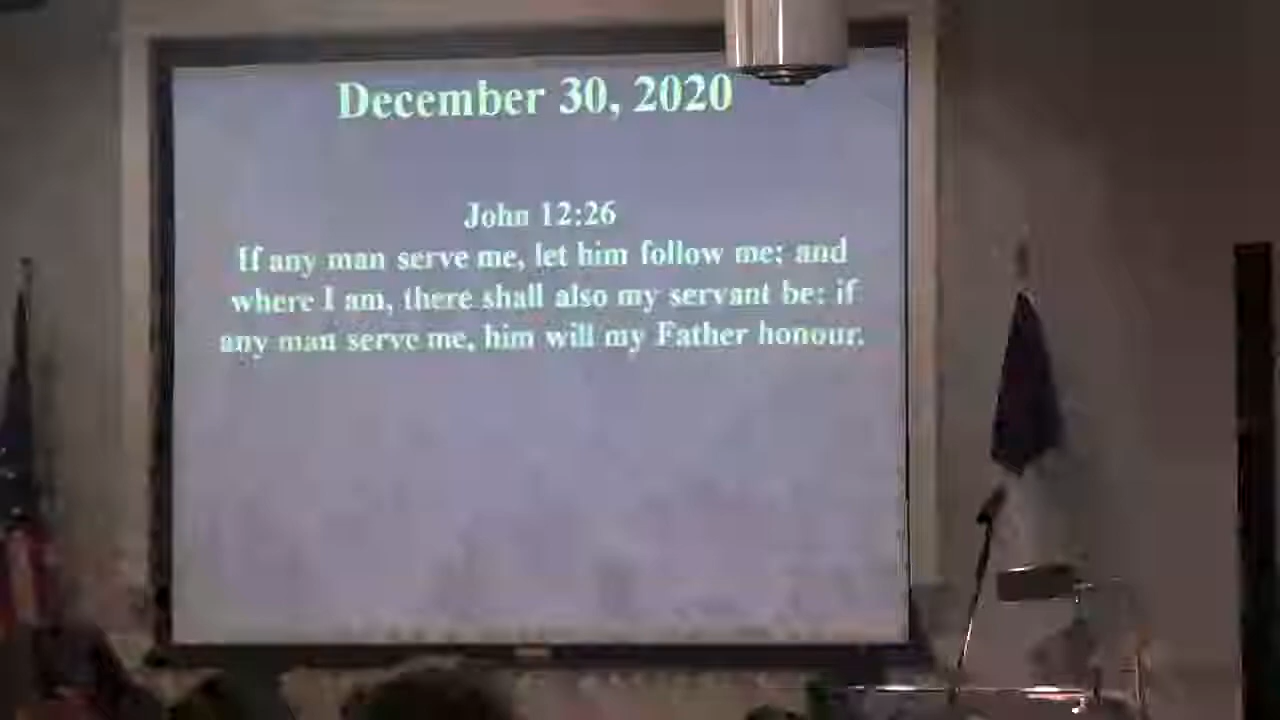 December 30, 2020
John 12:26
If any man serve me, let him follow me; and
where I am, there shall also my servant be: if
any man serve me, him will my Father honour.